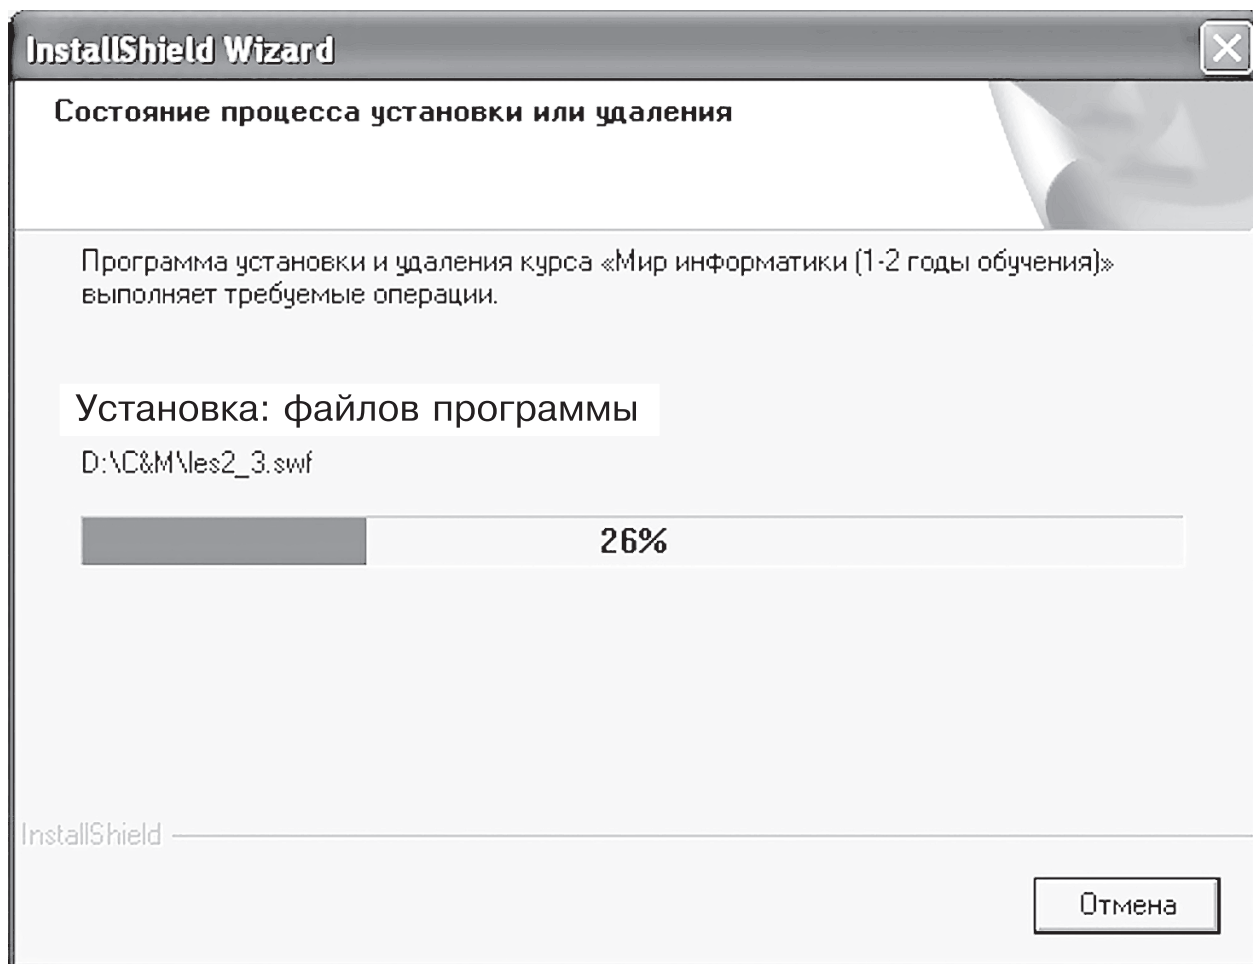 InstallShield Wizard
Состояние процесса установки или удаления
Программа установки и удаления курса «Мир информатики (1-2 годы обучения)»
выполняет требуемые операции.
Установка: файлов программы
D:\C&M\les2_3.swf
26%
InstallShield
Отмена